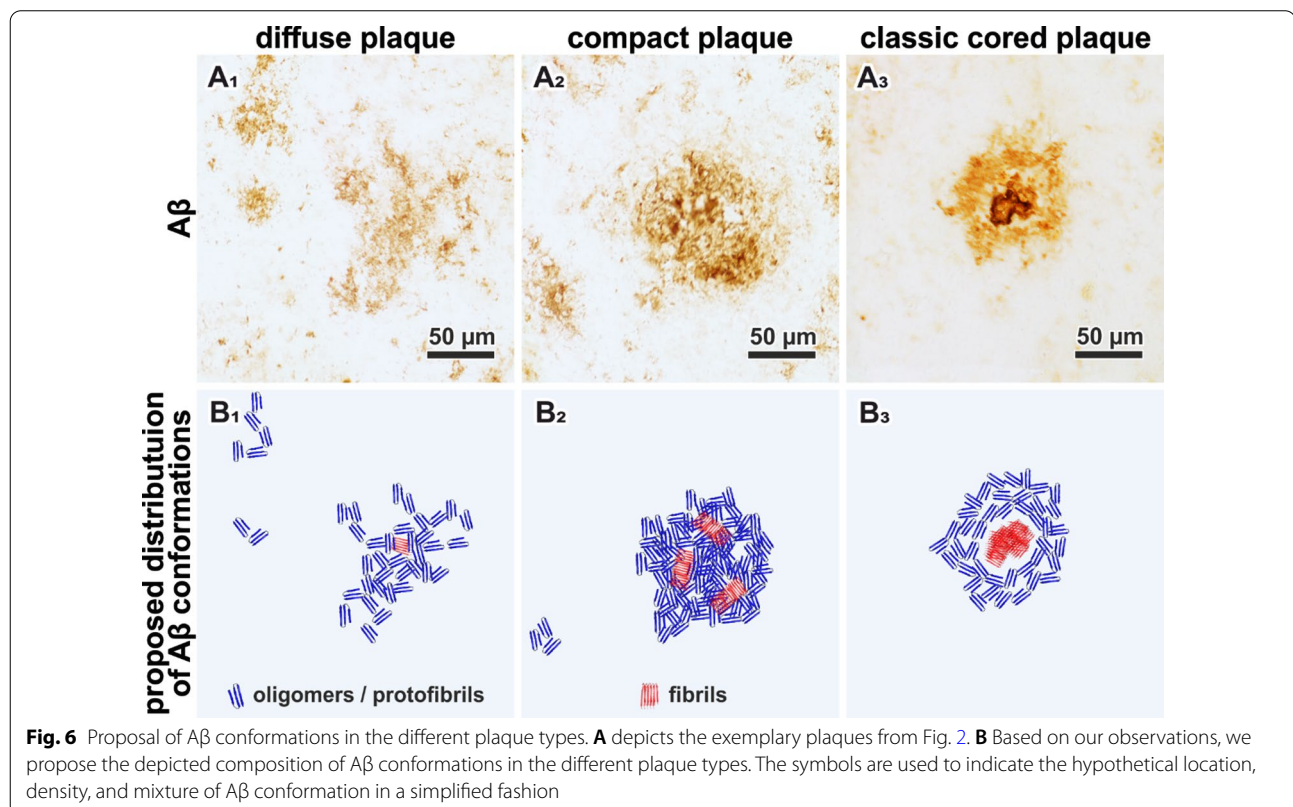 diffuse plaque compact plaque classic cored plaque
A1 A2 A3
Aβ
50 µm 50 µm 50 µm
proposed distribtuion
of Aβ conformations
B1 B2 B3
oligomers / protofibrils fibrils
Fig. 6 Proposal of Aβ conformations in the different plaque types. A depicts the exemplary plaques from Fig. 2. B Based on our observations, we
propose the depicted composition of Aβ conformations in the different plaque types. The symbols are used to indicate the hypothetical location,
density, and mixture of Aβ conformation in a simplified fashion